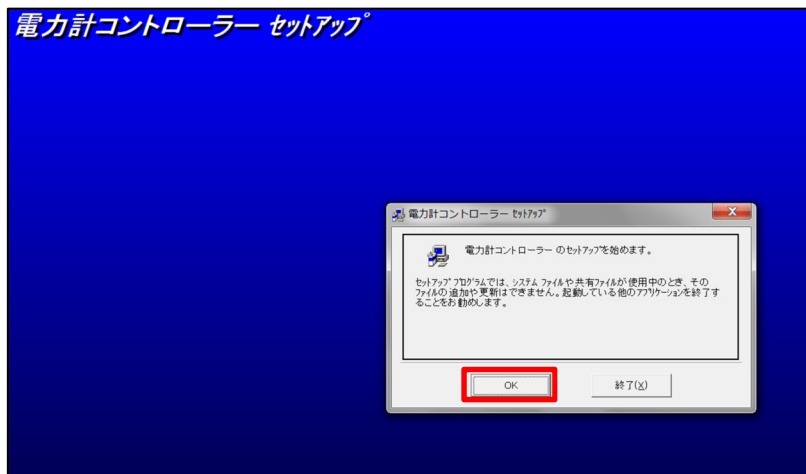 電力計コントローラー ｾｯﾄｱｯﾌﾟ
電力計コントローラー ｾｯﾄｱｯﾌﾟ
電力計コントローラー のｾｯﾄｱｯﾌﾟを始めます。
ｾｯﾄｱｯﾌﾟ ﾌﾟﾛｸﾞﾗﾑでは、ｼｽﾃﾑ ﾌｧｲﾙや共有ﾌｧｲﾙが使用中のとき、その
ﾌｧｲﾙの追加や更新はできません。起動している他のｱﾌﾟﾘｹｰｼｮﾝを終了す
ることをお勧めします。
OK
終了(X)